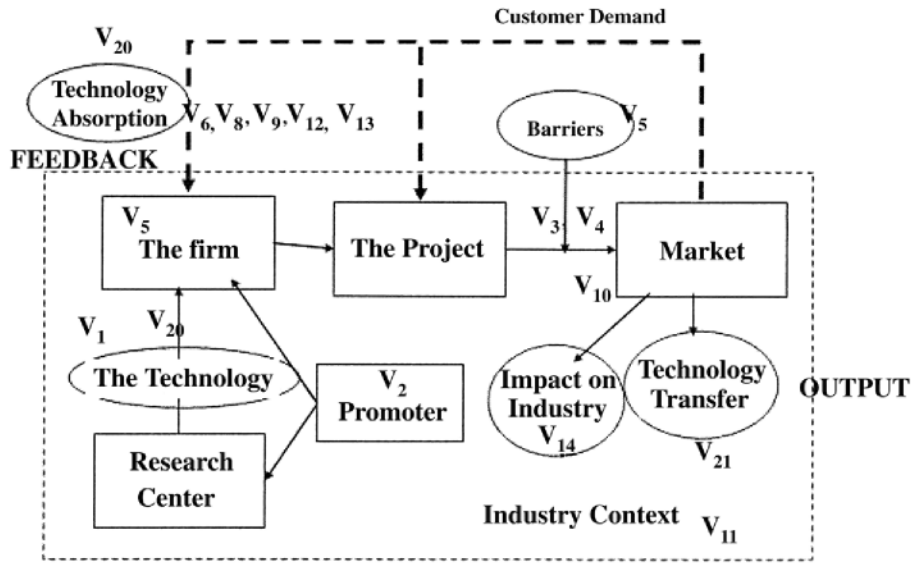 Customer Demand
V20
Technology
Absorption
V6, V8, V9, V12, V13
Barriers
V5
FEEDBACK
V5
The firm
The Project
V3
V4
Market
V10
V1
V20
The Technology
V2
Promoter
Impact on
Industry
V14
Technology
Transfer
OUTPUT
V21
Research
Center
Industry Context
V11